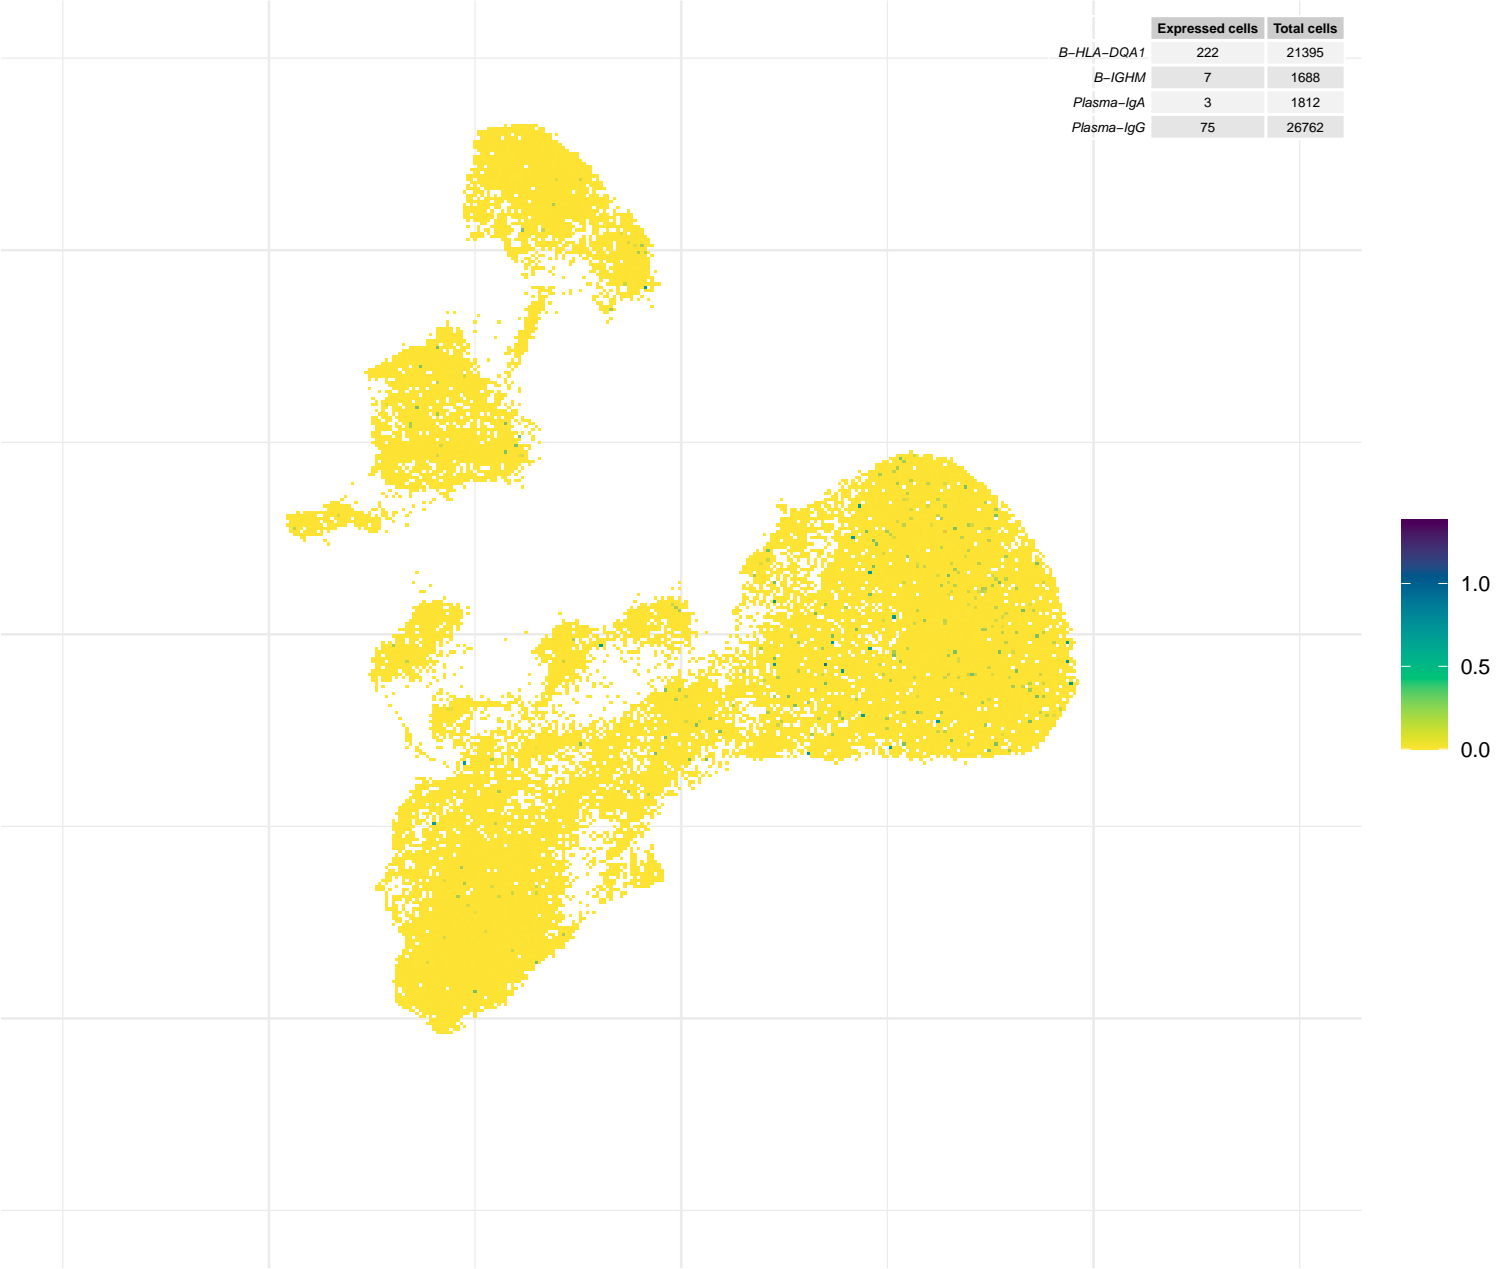 Expressed cells Total cells
B−HLA−DQA1 222 21395
B−IGHM 7 1688
Plasma−IgA 3 1812
Plasma−IgG 75 26762
1.0
0.5
0.0